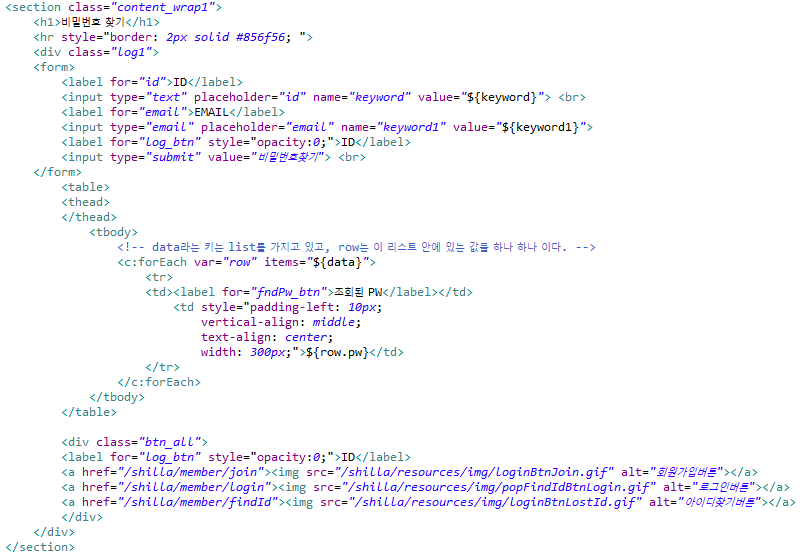 <section class="content_wrap1">
<h1>비밀번호 찾기</h1>
<hr style="border: 2px solid #856f56; ">
<div class="log1">
<form>
<label for="id">ID</label>
<input type="text" placeholder="id" name="keyword" value="${keyword}"> <br>
<label for="email">EMAIL</label>
<input type="email" placeholder="email" name="keyword1" value="${keyword1}">
<label for="log_btn" style="opacity:0;">ID</label>
<input type="submit" value="비밀번호찾기"> <br>
</form>
<table>
<thead>
</thead>
<tbody>
<!-- data라는 키는 list를 가지고 있고, row는 이 리스트 안에 있는 값들 하나 하나 이다. -->
<c:forEach var="row" items="${data}">
<tr>
<td><label for="fndPw_btn">조회된 PW</label></td>
<td style="padding-left: 10px;
vertical-align: middle;
text-align: center;
width: 300px;">${row.pw}</td>
</tr>
</c:forEach>
</tbody>
</table>
<div class="btn_all">
<label for="log_btn" style="opacity:0;">ID</label>
<a href="/shilla/member/join"><img src="/shilla/resources/img/loginBtnJoin.gif" alt="회원가입버튼"></a>
<a href="/shilla/member/login"><img src="/shilla/resources/img/popFindIdBtnLogin.gif" alt="로그인버튼"></a>
<a href="/shilla/member/findId"><img src="/shilla/resources/img/loginBtnLostId.gif" alt="아이디찾기버튼"></a>
</div>
</div>
</section>